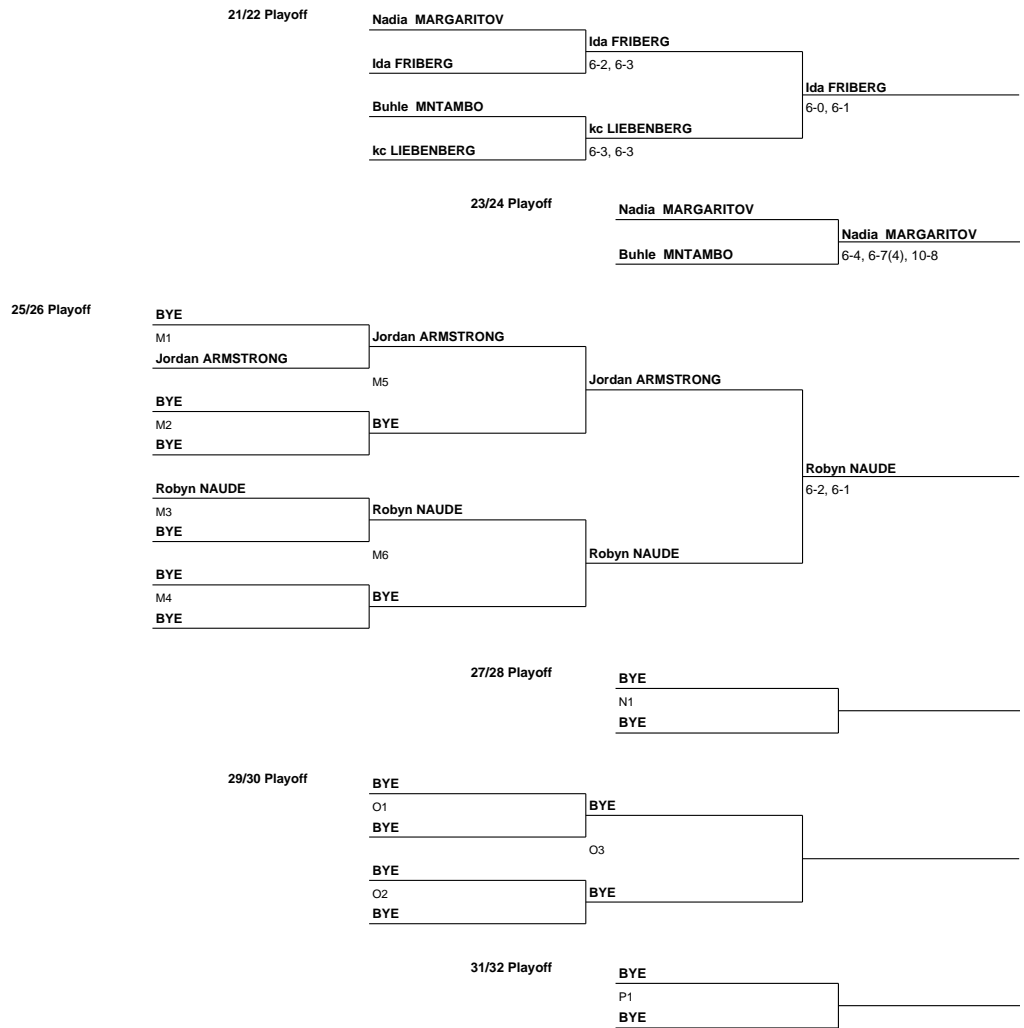 21/22 Playoff
Nadia MARGARITOV
Ida FRIBERG
Ida FRIBERG
6-2, 6-3
Ida FRIBERG
6-0, 6-1
Buhle MNTAMBO
kc LIEBENBERG
kc LIEBENBERG
6-3, 6-3
23/24 Playoff
Nadia MARGARITOV
Nadia MARGARITOV
Buhle MNTAMBO
6-4, 6-7(4), 10-8
25/26 Playoff
BYE
M1
Jordan ARMSTRONG
Jordan ARMSTRONG
M5
Jordan ARMSTRONG
BYE
M2
BYE
BYE
Robyn NAUDE
6-2, 6-1
Robyn NAUDE
M3
BYE
Robyn NAUDE
M6
Robyn NAUDE
BYE
M4
BYE
BYE
27/28 Playoff
BYE
N1
BYE
29/30 Playoff
BYE
O1
BYE
BYE
O3
BYE
O2
BYE
BYE
31/32 Playoff
BYE
P1
BYE